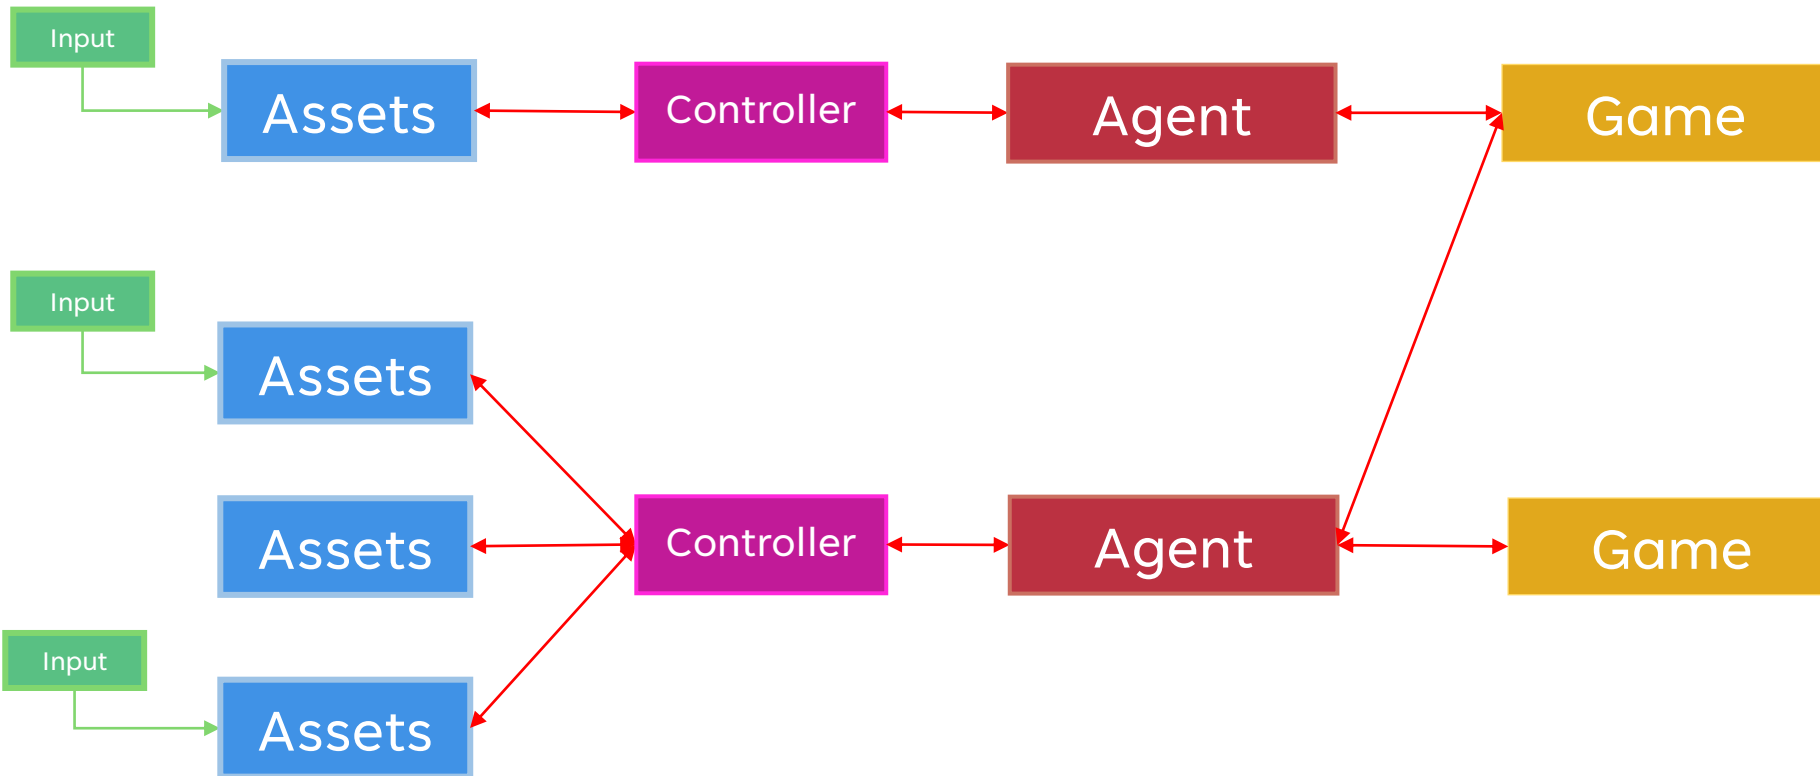 Input
Assets
Controller
Agent
Game
Input
Assets
Assets
Controller
Agent
Game
Input
Assets